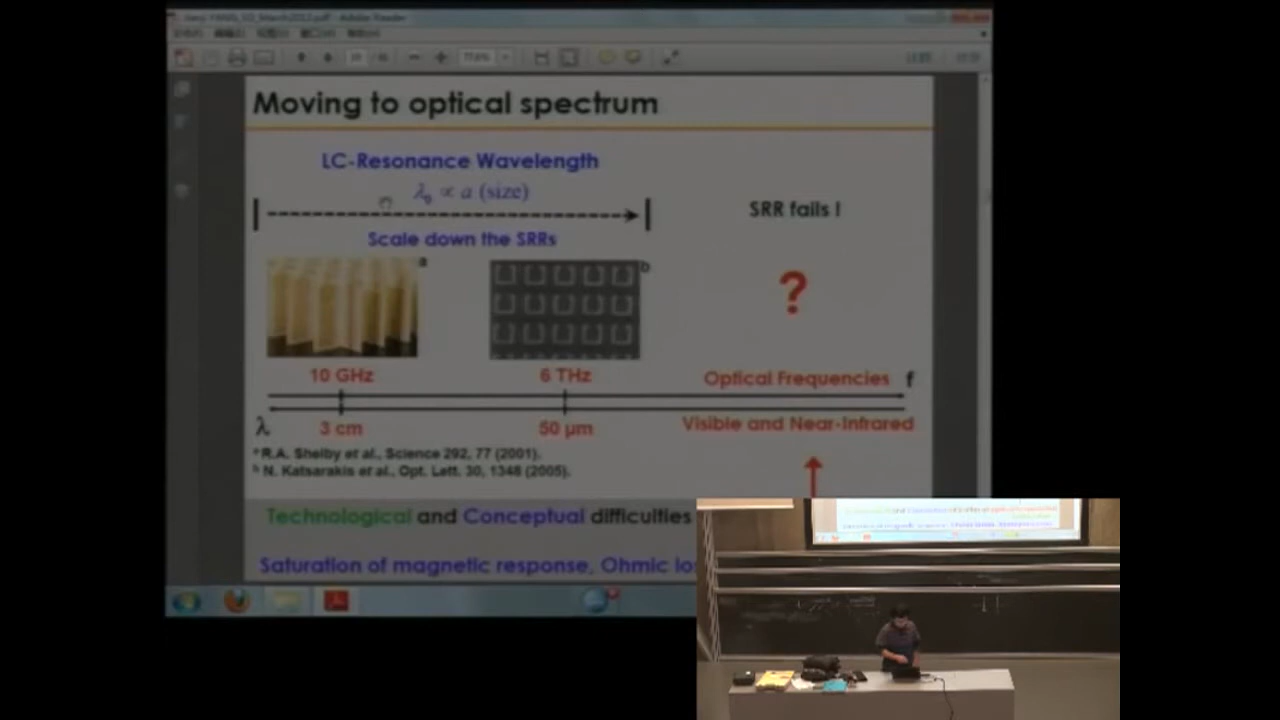 Moving to optical spectrum
LC-Resonance Wavelength
λ₀ ∝ a (size)
SRR fails !
Scale down the SRRs
a
b
?
10 GHz
6 THz
Optical Frequencies
f
λ
3 cm
50 µm
Visible and Near-Infrared
a R.A. Shelby et al., Science 292, 77 (2001).
b N. Katsarakis et al., Opt. Lett. 30, 1348 (2005).
Technological and Conceptual difficulties
Saturation of magnetic response, Ohmic